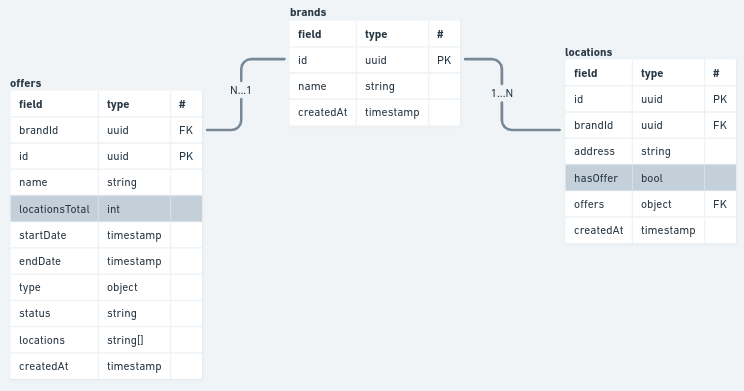 brands
field type #
id uuid PK
name string
createdAt timestamp
N...1
1...N
offers
field type #
brandId uuid FK
id uuid PK
name string
locationsTotal int
startDate timestamp
endDate timestamp
type object
status string
locations string[]
createdAt timestamp
locations
field type #
id uuid PK
brandId uuid FK
address string
hasOffer bool
offers object FK
createdAt timestamp